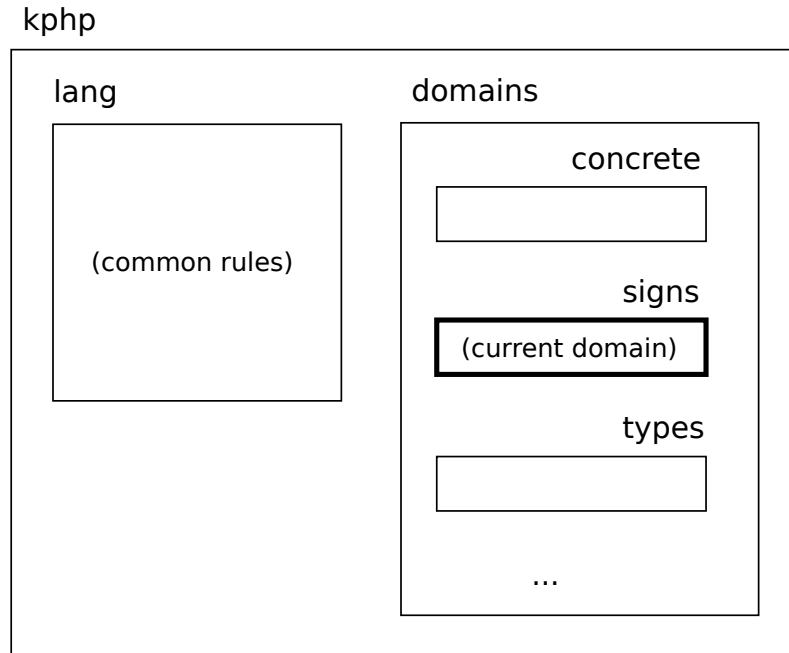 kphp
lang
(common rules)
domains
concrete
signs
(current domain)
types
...